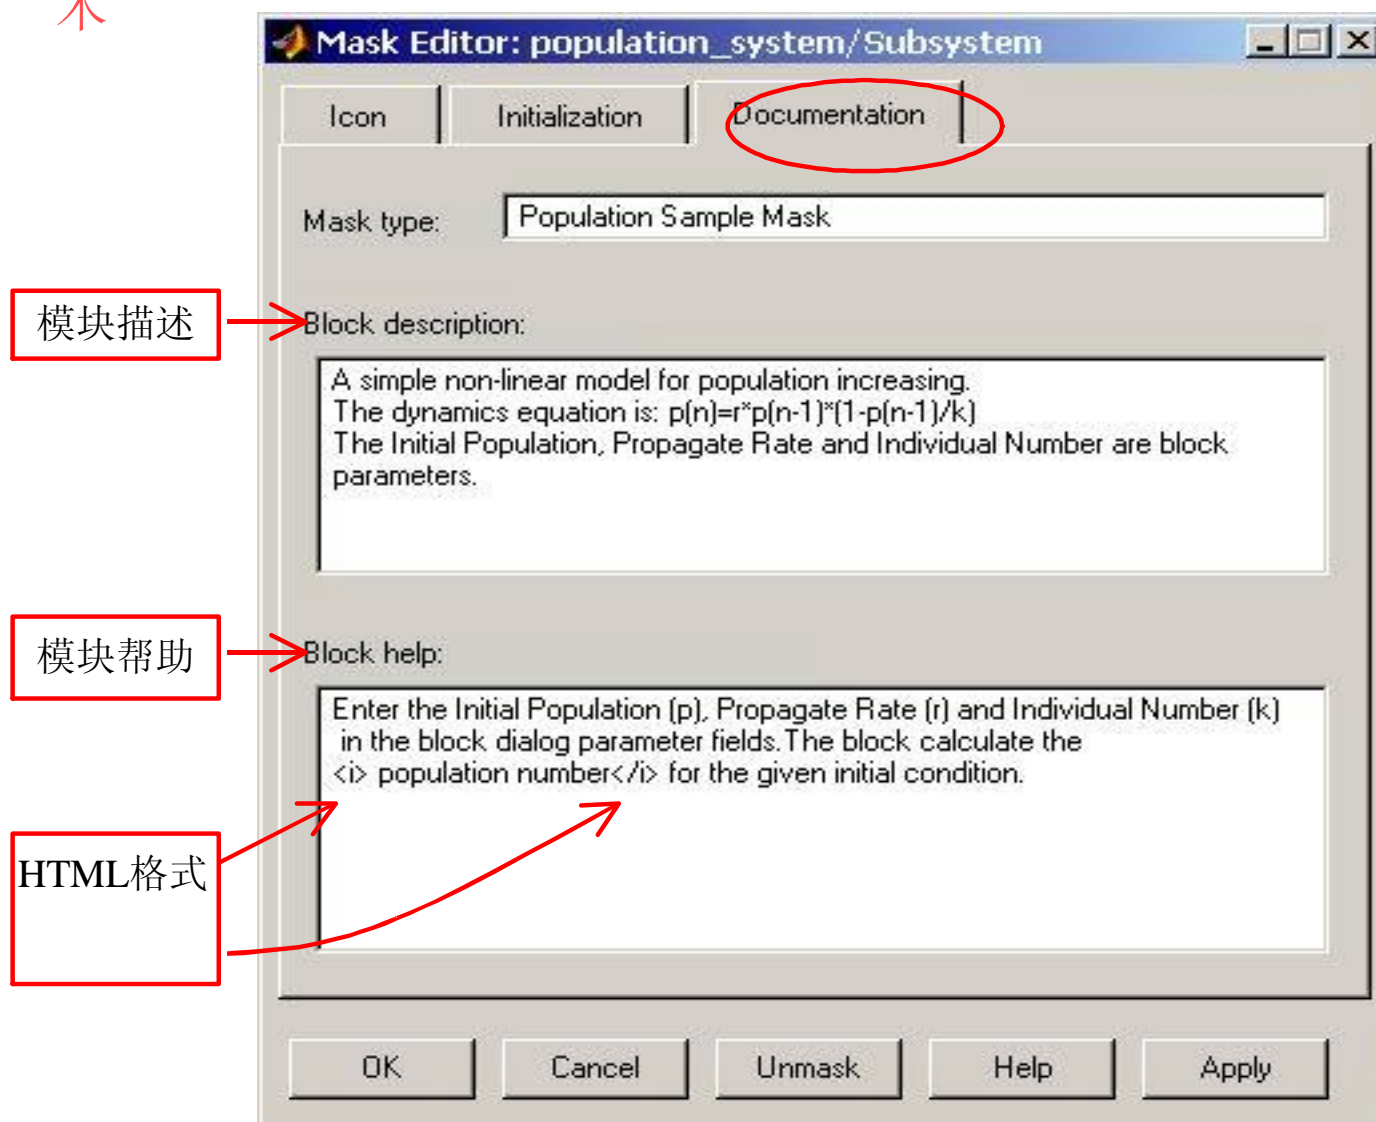 术
Mask Editor: population_system/Subsystem
Icon
Initialization
Documentation
Mask type:
Population Sample Mask
模块描述
Block description:
A simple non-linear model for population increasing.
The dynamics equation is: p(n)=r*p(n-1)*(1-p(n-1)/k)
The Initial Population, Propagate Rate and Individual Number are block
parameters.
模块帮助
Block help:
Enter the Initial Population (p), Propagate Rate (r) and Individual Number (k)
in the block dialog parameter fields.The block calculate the
<i> population number</i> for the given initial condition.
HTML格式
OK
Cancel
Unmask
Help
Apply